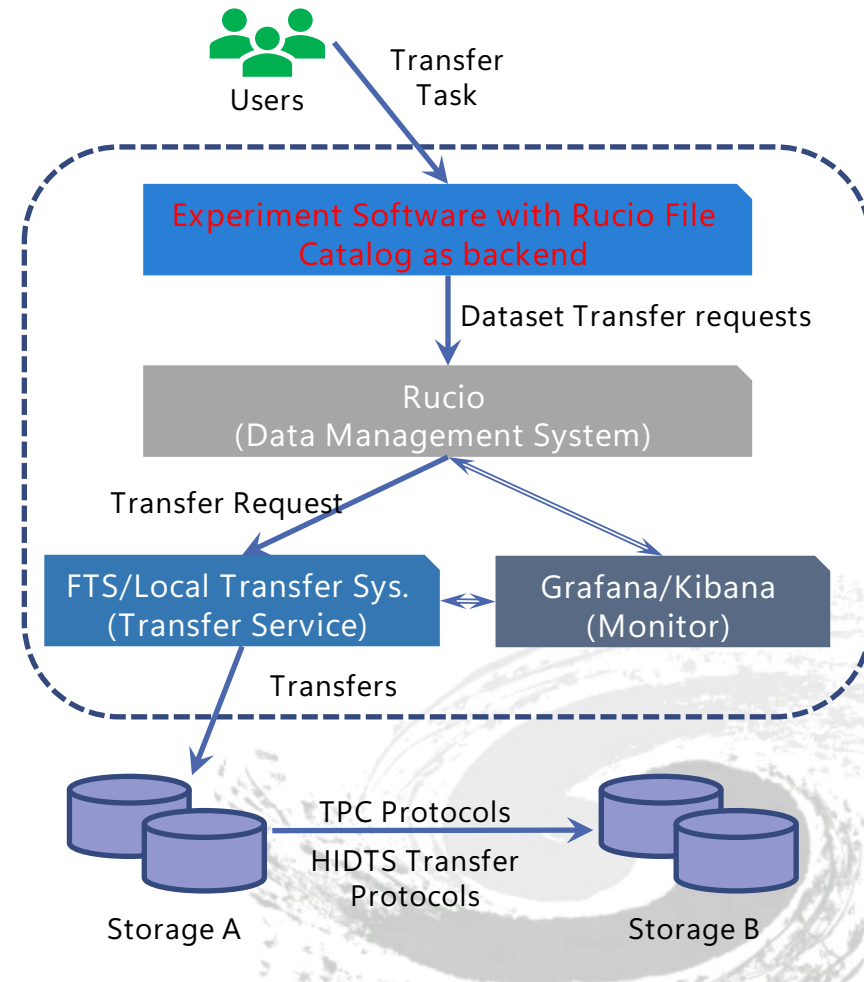 Transfer
Task
Users
Experiment Software with Rucio File
Catalog as backend
Dataset Transfer requests
Rucio
(Data Management System)
Transfer Request
FTS/Local Transfer Sys.
(Transfer Service)
Grafana/Kibana
(Monitor)
Transfers
TPC Protocols
HIDTS Transfer
Protocols
Storage A
Storage B